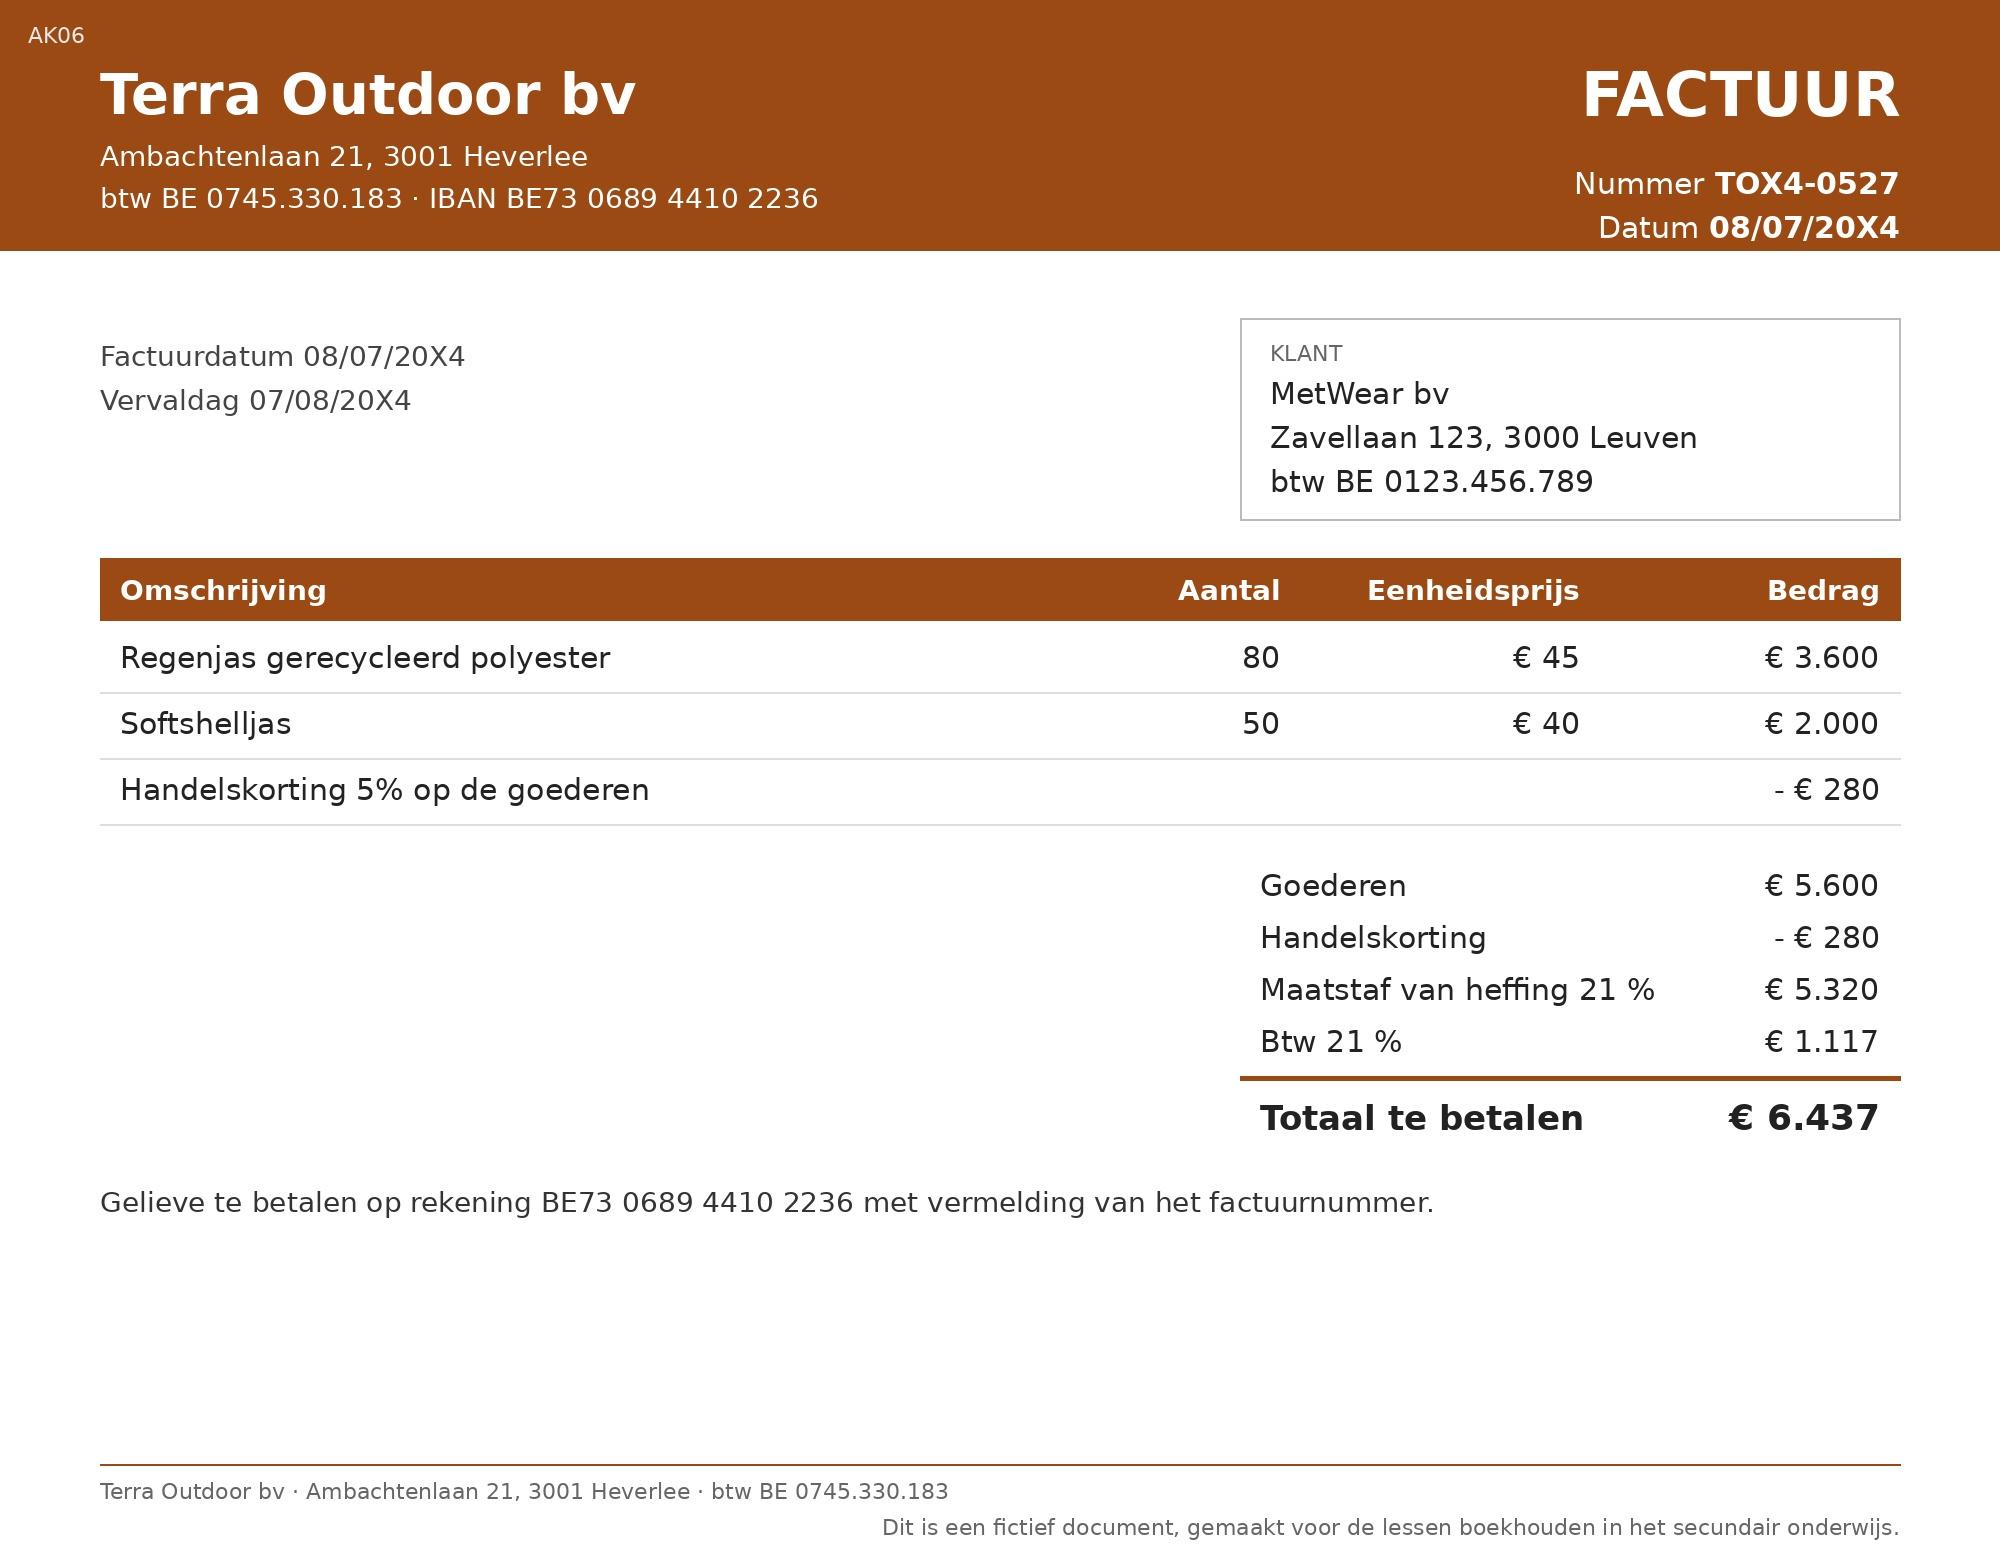 AK06
Terra Outdoor bv
Ambachtenlaan 21, 3001 Heverlee
btw BE 0745.330.183 · IBAN BE73 0689 4410 2236
FACTUUR
Nummer TOX4-0527
Datum 08/07/20X4
Factuurdatum 08/07/20X4
Vervaldag 07/08/20X4
KLANT
MetWear bv
Zavellaan 123, 3000 Leuven
btw BE 0123.456.789
Omschrijving Aantal Eenheidsprijs Bedrag
Regenjas gerecycleerd polyester 80 € 45 € 3.600
Softshelljas 50 € 40 € 2.000
Handelskorting 5% op de goederen - € 280
Goederen € 5.600
Handelskorting - € 280
Maatstaf van heffing 21 % € 5.320
Btw 21 % € 1.117
Totaal te betalen € 6.437
Gelieve te betalen op rekening BE73 0689 4410 2236 met vermelding van het factuurnummer.
Terra Outdoor bv · Ambachtenlaan 21, 3001 Heverlee · btw BE 0745.330.183
Dit is een fictief document, gemaakt voor de lessen boekhouden in het secundair onderwijs.